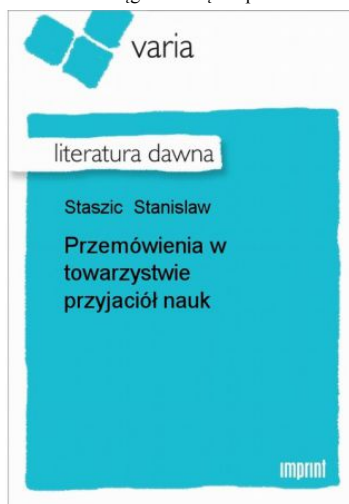 varia
literatura dawna
Staszic Stanislaw
Przemówienia w
towarzystwie
przyjaciół nauk
imprint